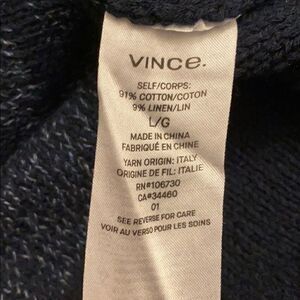 VINCE.
SELF/CORPS:
91% COTTON/COTON
9% LINEN/LIN
L/G
MADE IN CHINA
FABRIQUÉ EN CHINE
YARN ORIGIN: ITALY
ORIGINE DE FIL: ITALIE
RN#106730
CA#34460
01
SEE REVERSE FOR CARE
VOIR AU VERSO POUR LES SOINS